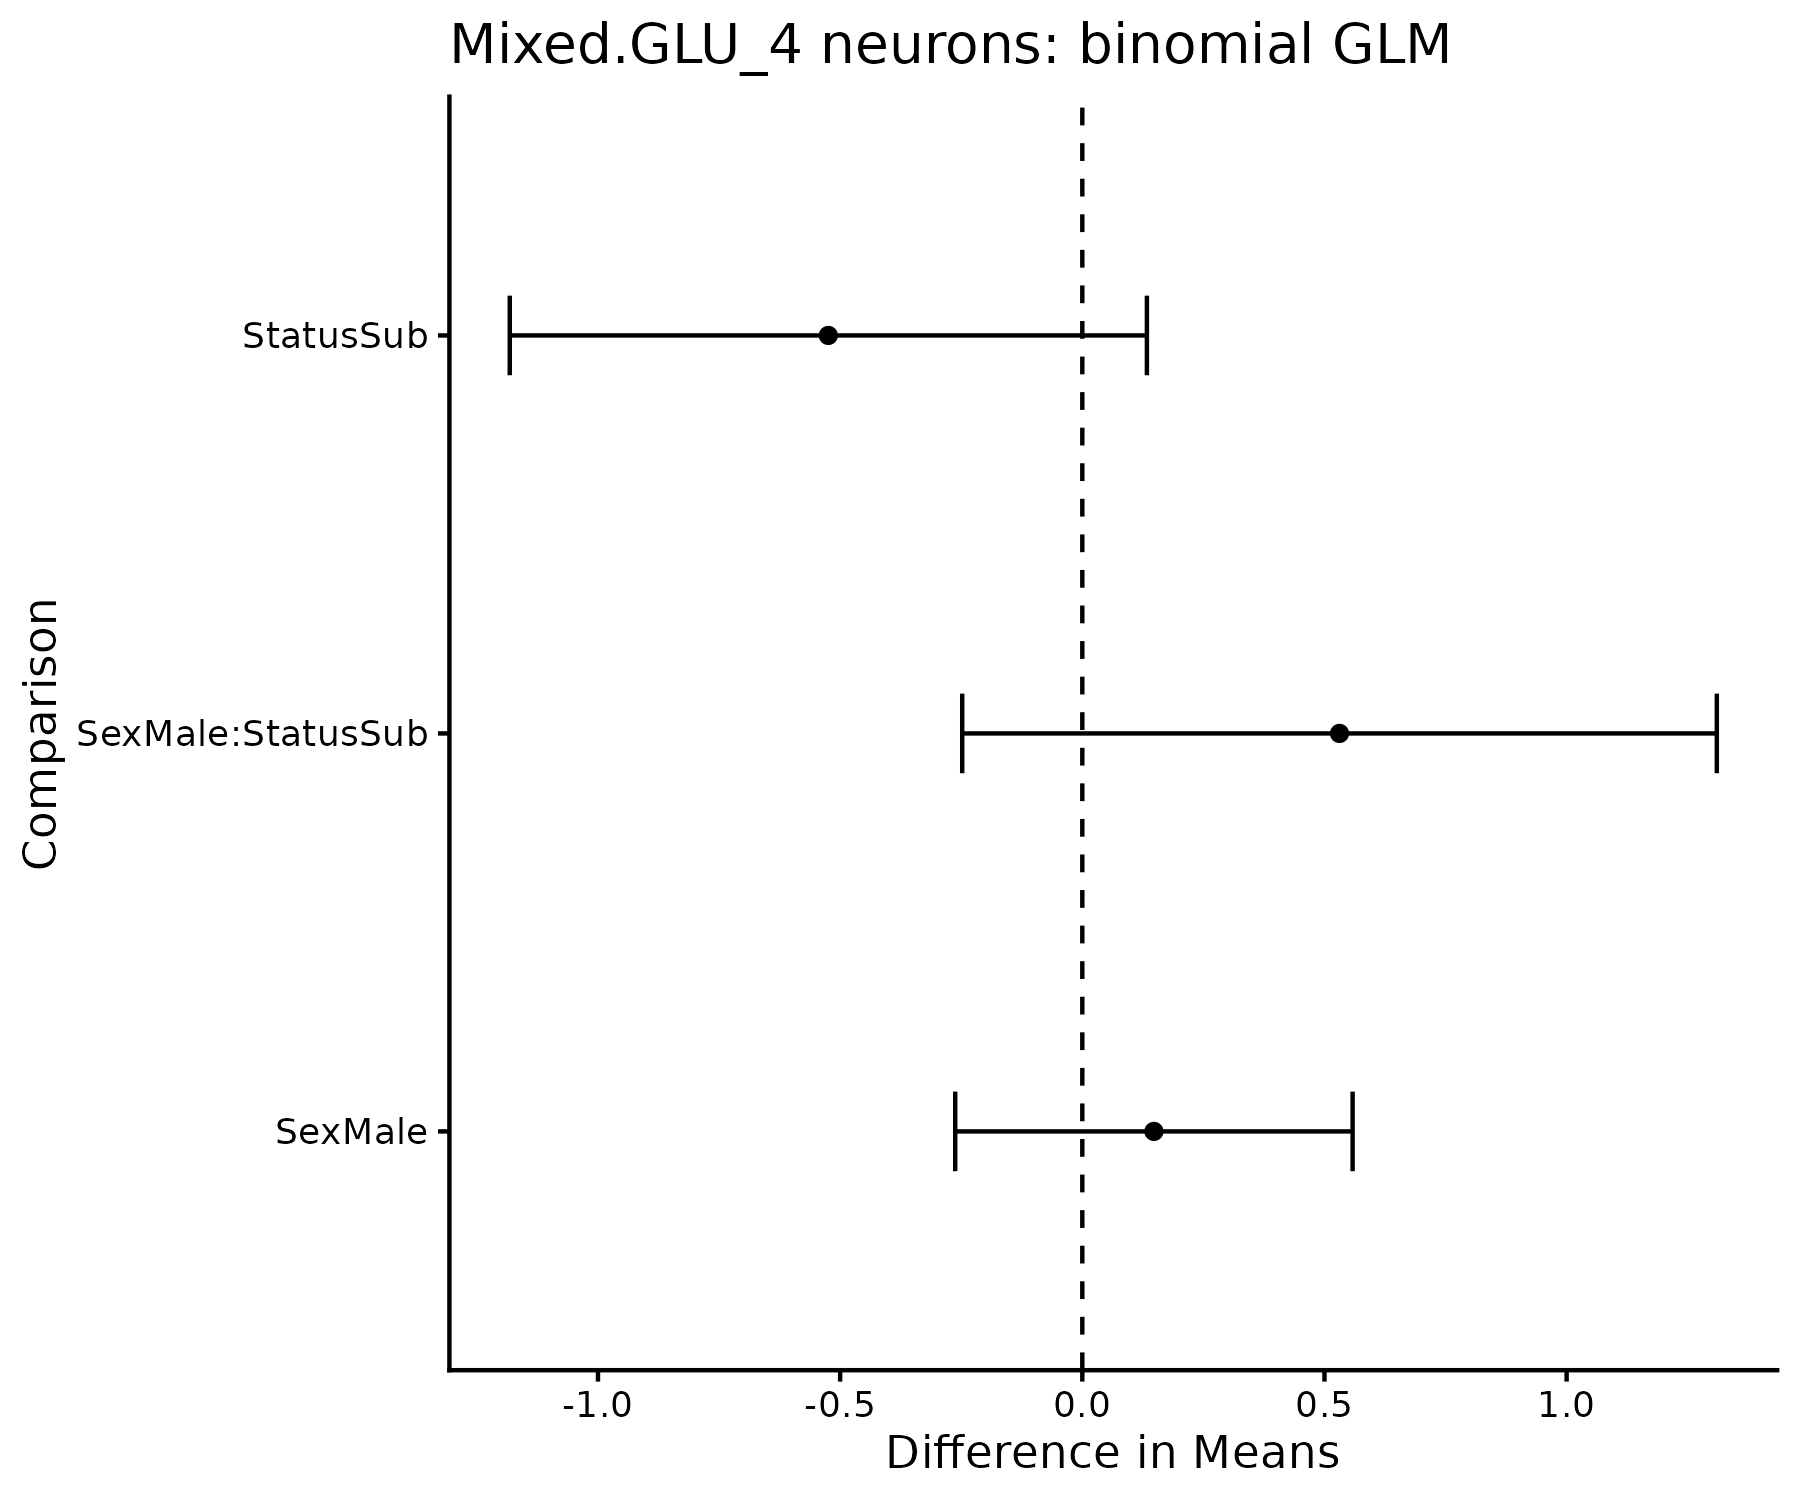 Mixed.GLU_4 neurons: binomial GLM
Comparison
StatusSub
SexMale:StatusSub
SexMale
-1.0 -0.5 0.0 0.5 1.0
Difference in Means